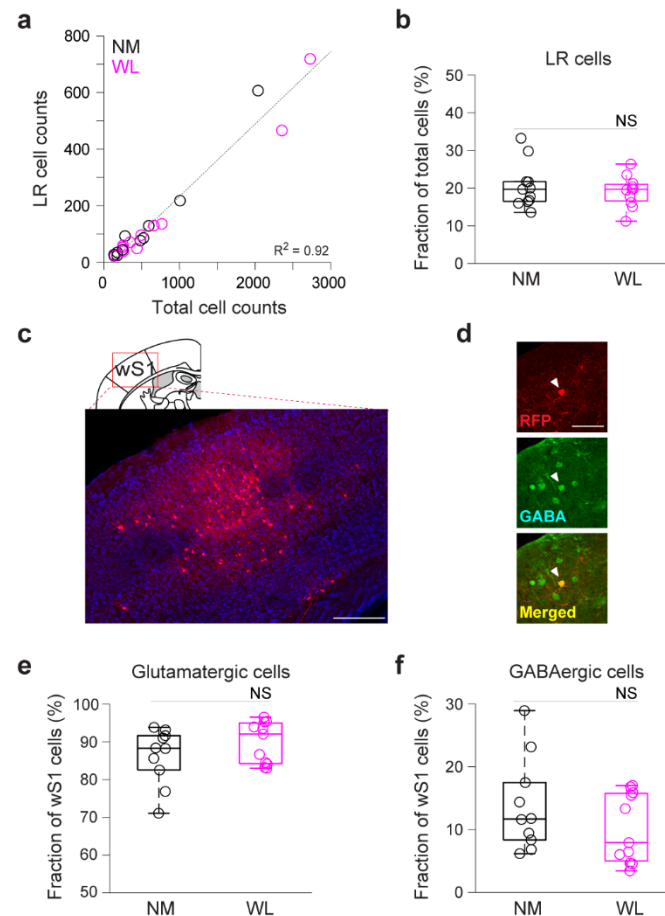 a
NM
WL
LR cell counts
800
600
400
200
0
0
1000
2000
3000
R² = 0.92
Total cell counts
b
LR cells
NS
Fraction of total cells (%)
50
40
30
20
10
0
NM
WL
c
wS1
d
RFP
GABA
Merged
e
Glutamatergic cells
NS
Fraction of wS1 cells (%)
100
90
80
70
60
50
NM
WL
f
GABAergic cells
NS
Fraction of wS1 cells (%)
30
20
10
0
NM
WL